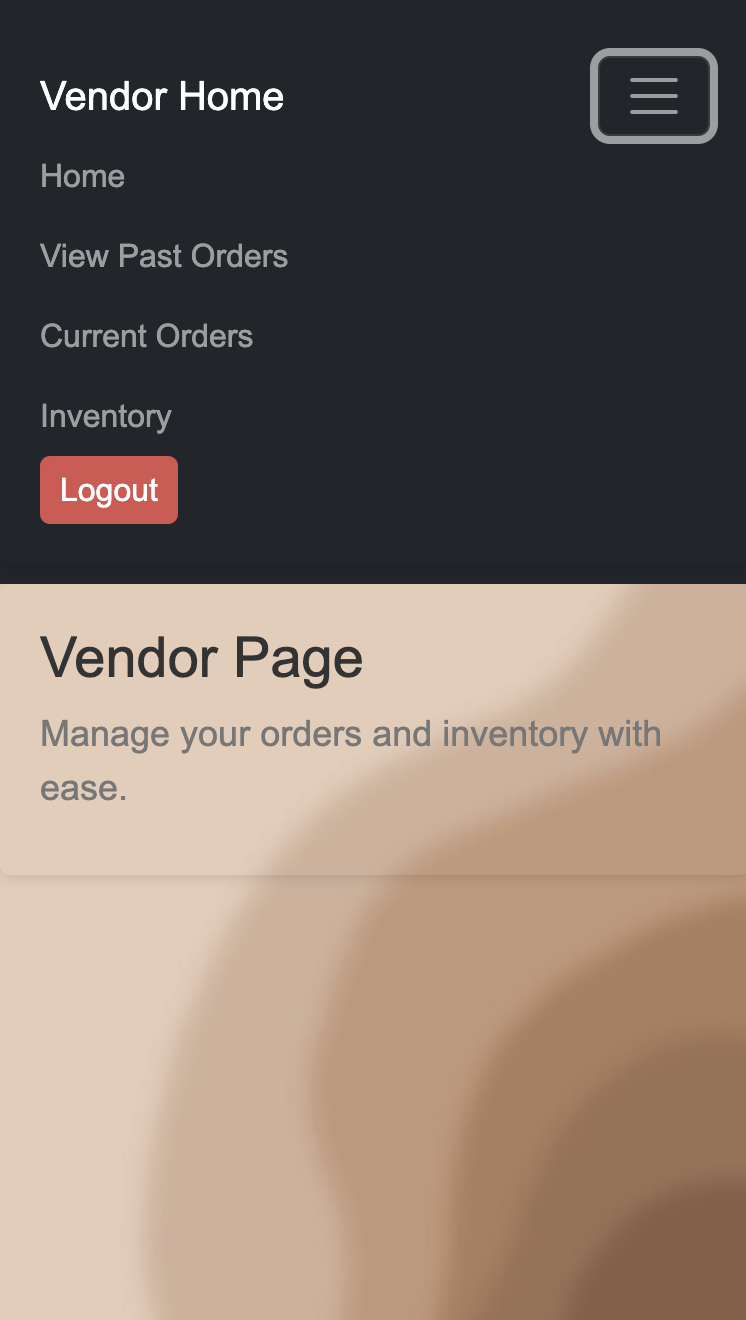 Vendor Home
Home
View Past Orders
Current Orders
Inventory
Logout
Vendor Page
Manage your orders and inventory with
ease.